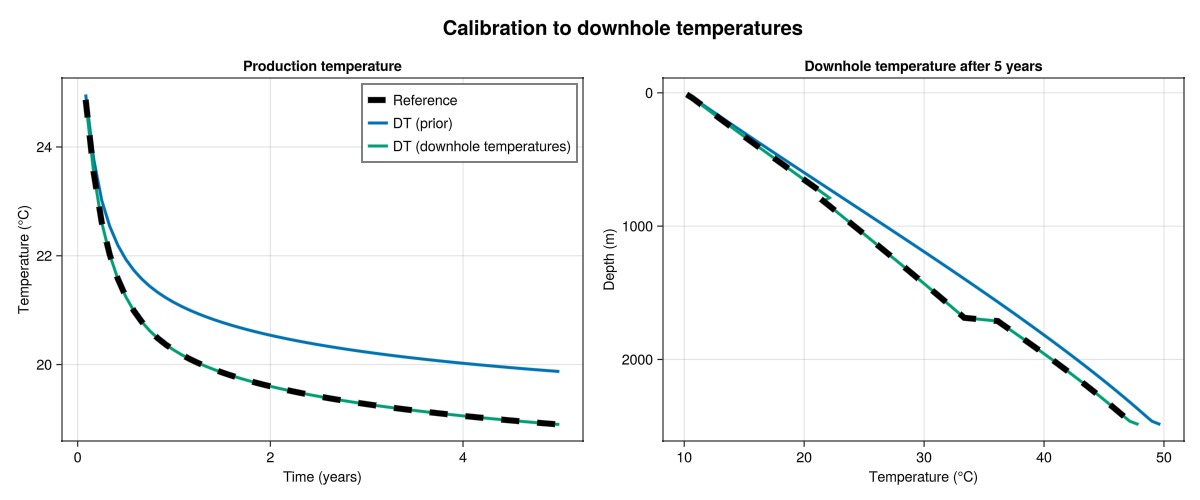 Calibration to downhole temperatures
Production temperature
Temperature (°C)
24
22
20
0
2
4
Time (years)
Reference
DT (prior)
DT (downhole temperatures)
Downhole temperature after 5 years
Depth (m)
0
1000
2000
10
20
30
40
50
Temperature (°C)